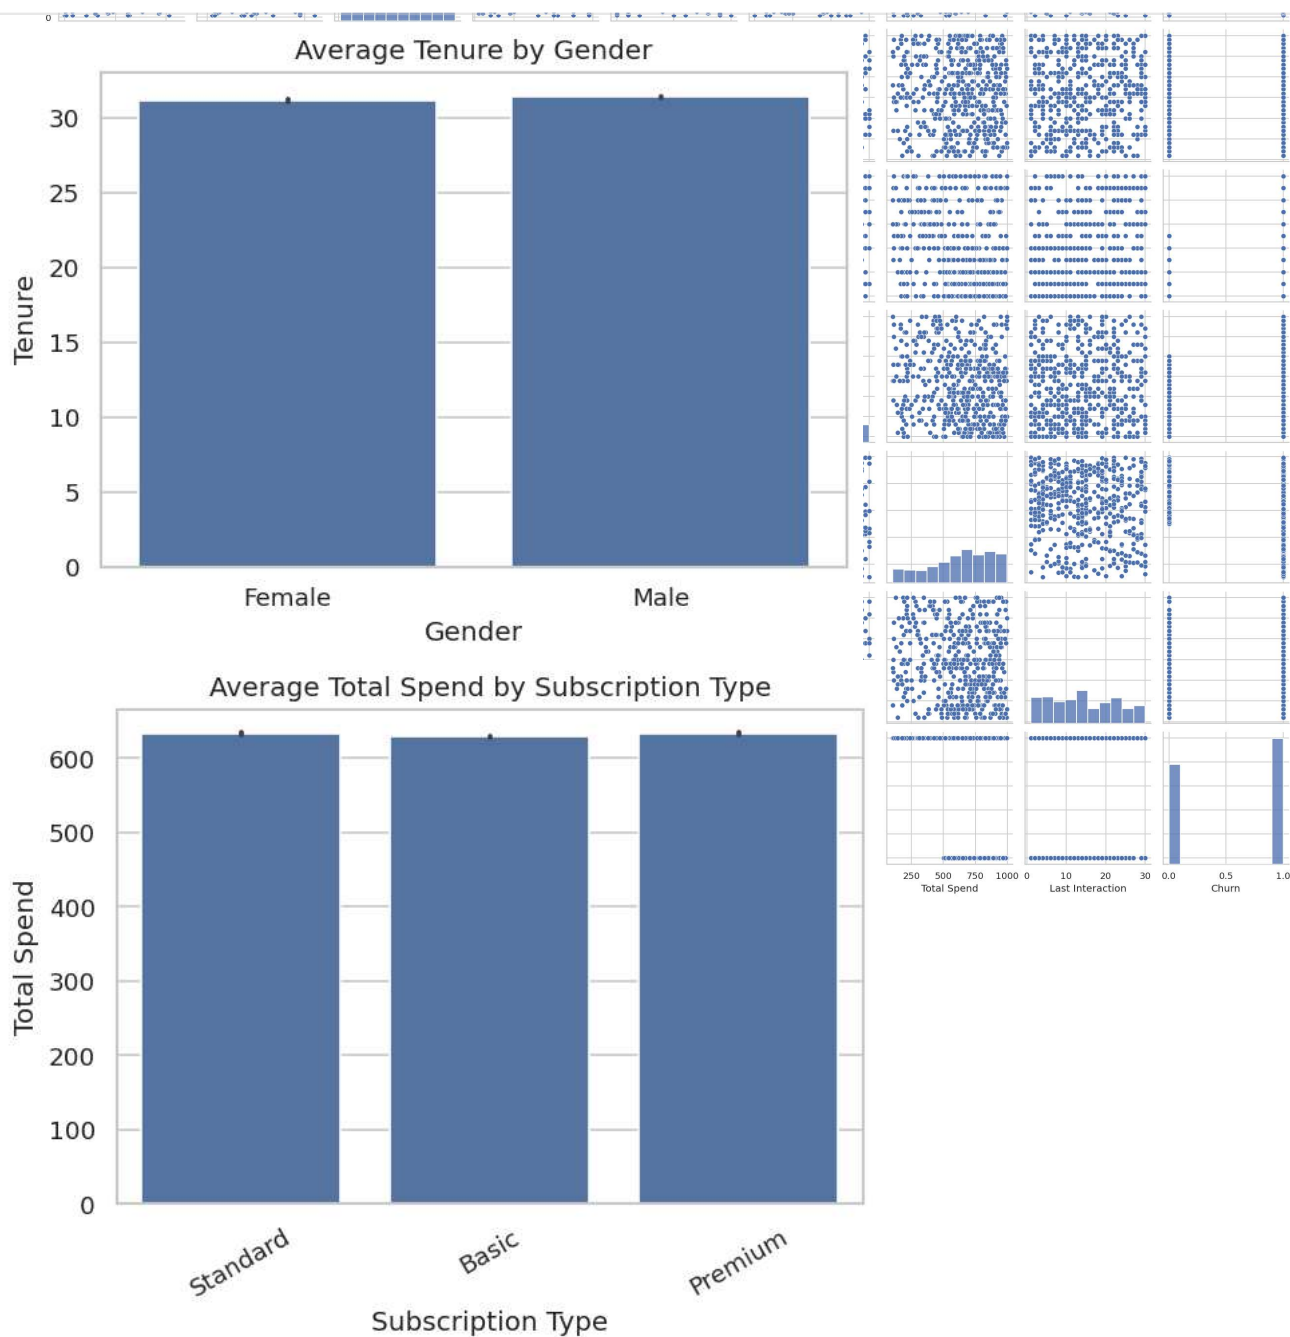 0
Average Tenure by Gender
30
25
20
15
10
5
0
Tenure
Female Male
Gender
Average Total Spend by Subscription Type
600
500
400
300
200
100
0
Total Spend
Standard Basic Premium
Subscription Type
250 500 750 1000 0 10 20 30 0.0 0.5 1.0
Total Spend Last Interaction Churn